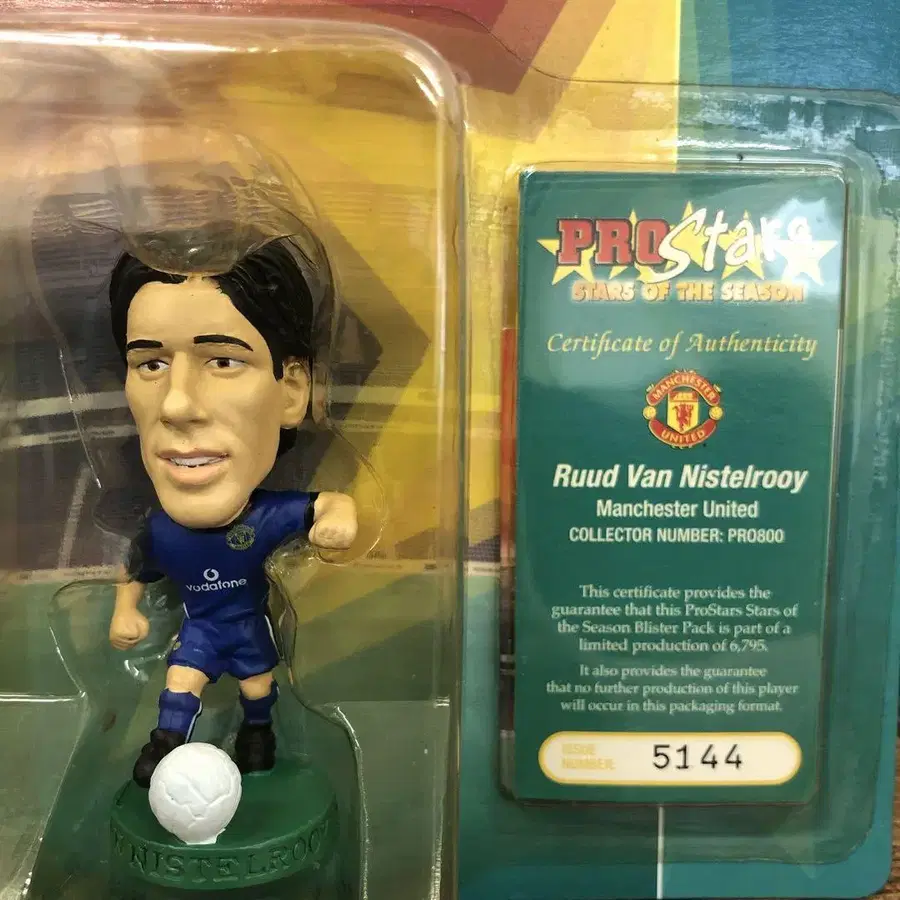 PROStars
STARS OF THE SEASON
Certificate of Authenticity
MANCHESTER
UNITED
Ruud Van Nistelrooy
Manchester United
COLLECTOR NUMBER: PRO800
This certificate provides the
guarantee that this ProStars Stars of
the Season Blister Pack is part of a
limited production of 6,795.
It also provides the guarantee
that no further production of this player
will occur in this packaging format.
ISSUE
NUMBER
5144
vodafone
NISTELROO